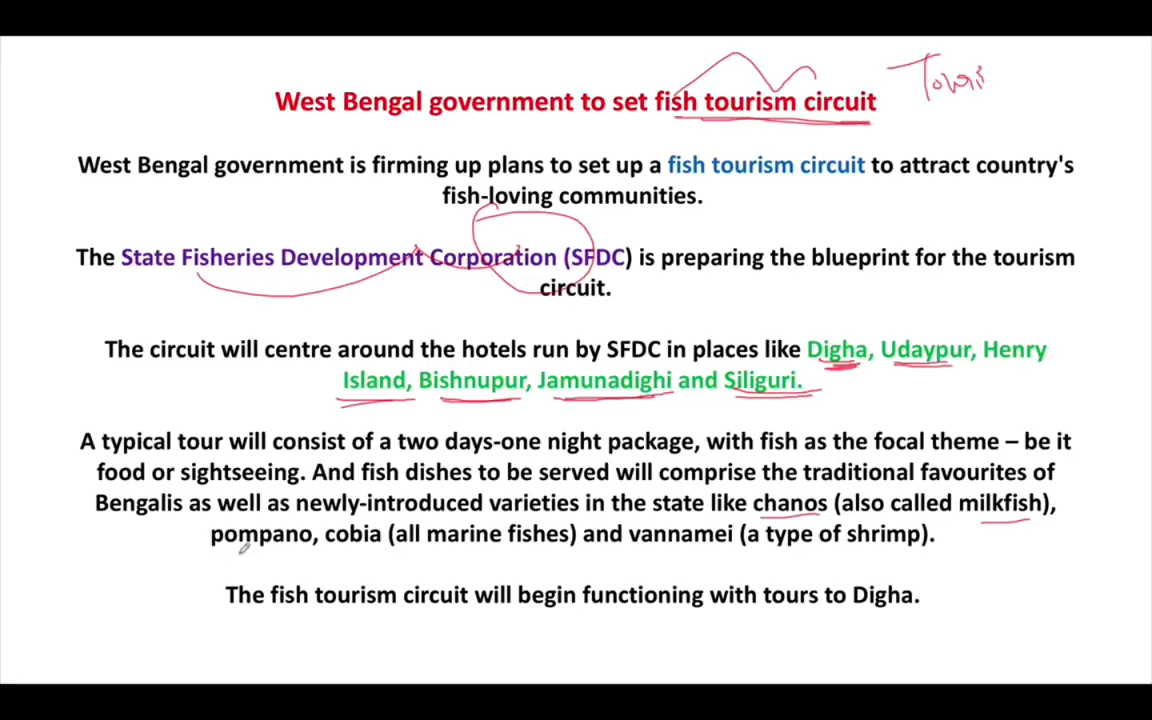 West Bengal government to set fish tourism circuit
Touri
West Bengal government is firming up plans to set up a fish tourism circuit to attract country's
fish-loving communities.
The State Fisheries Development Corporation (SFDC) is preparing the blueprint for the tourism
circuit.
The circuit will centre around the hotels run by SFDC in places like Digha, Udaypur, Henry
Island, Bishnupur, Jamunadighi and Siliguri.
A typical tour will consist of a two days-one night package, with fish as the focal theme – be it
food or sightseeing. And fish dishes to be served will comprise the traditional favourites of
Bengalis as well as newly-introduced varieties in the state like chanos (also called milkfish),
pompano, cobia (all marine fishes) and vannamei (a type of shrimp).
The fish tourism circuit will begin functioning with tours to Digha.